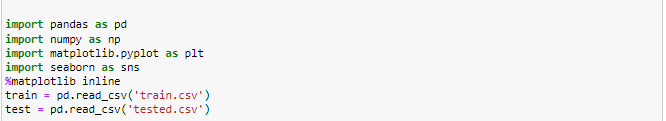 import pandas as pd
import numpy as np
import matplotlib.pyplot as plt
import seaborn as sns
%matplotlib inline
train = pd.read_csv('train.csv')
test = pd.read_csv('tested.csv')